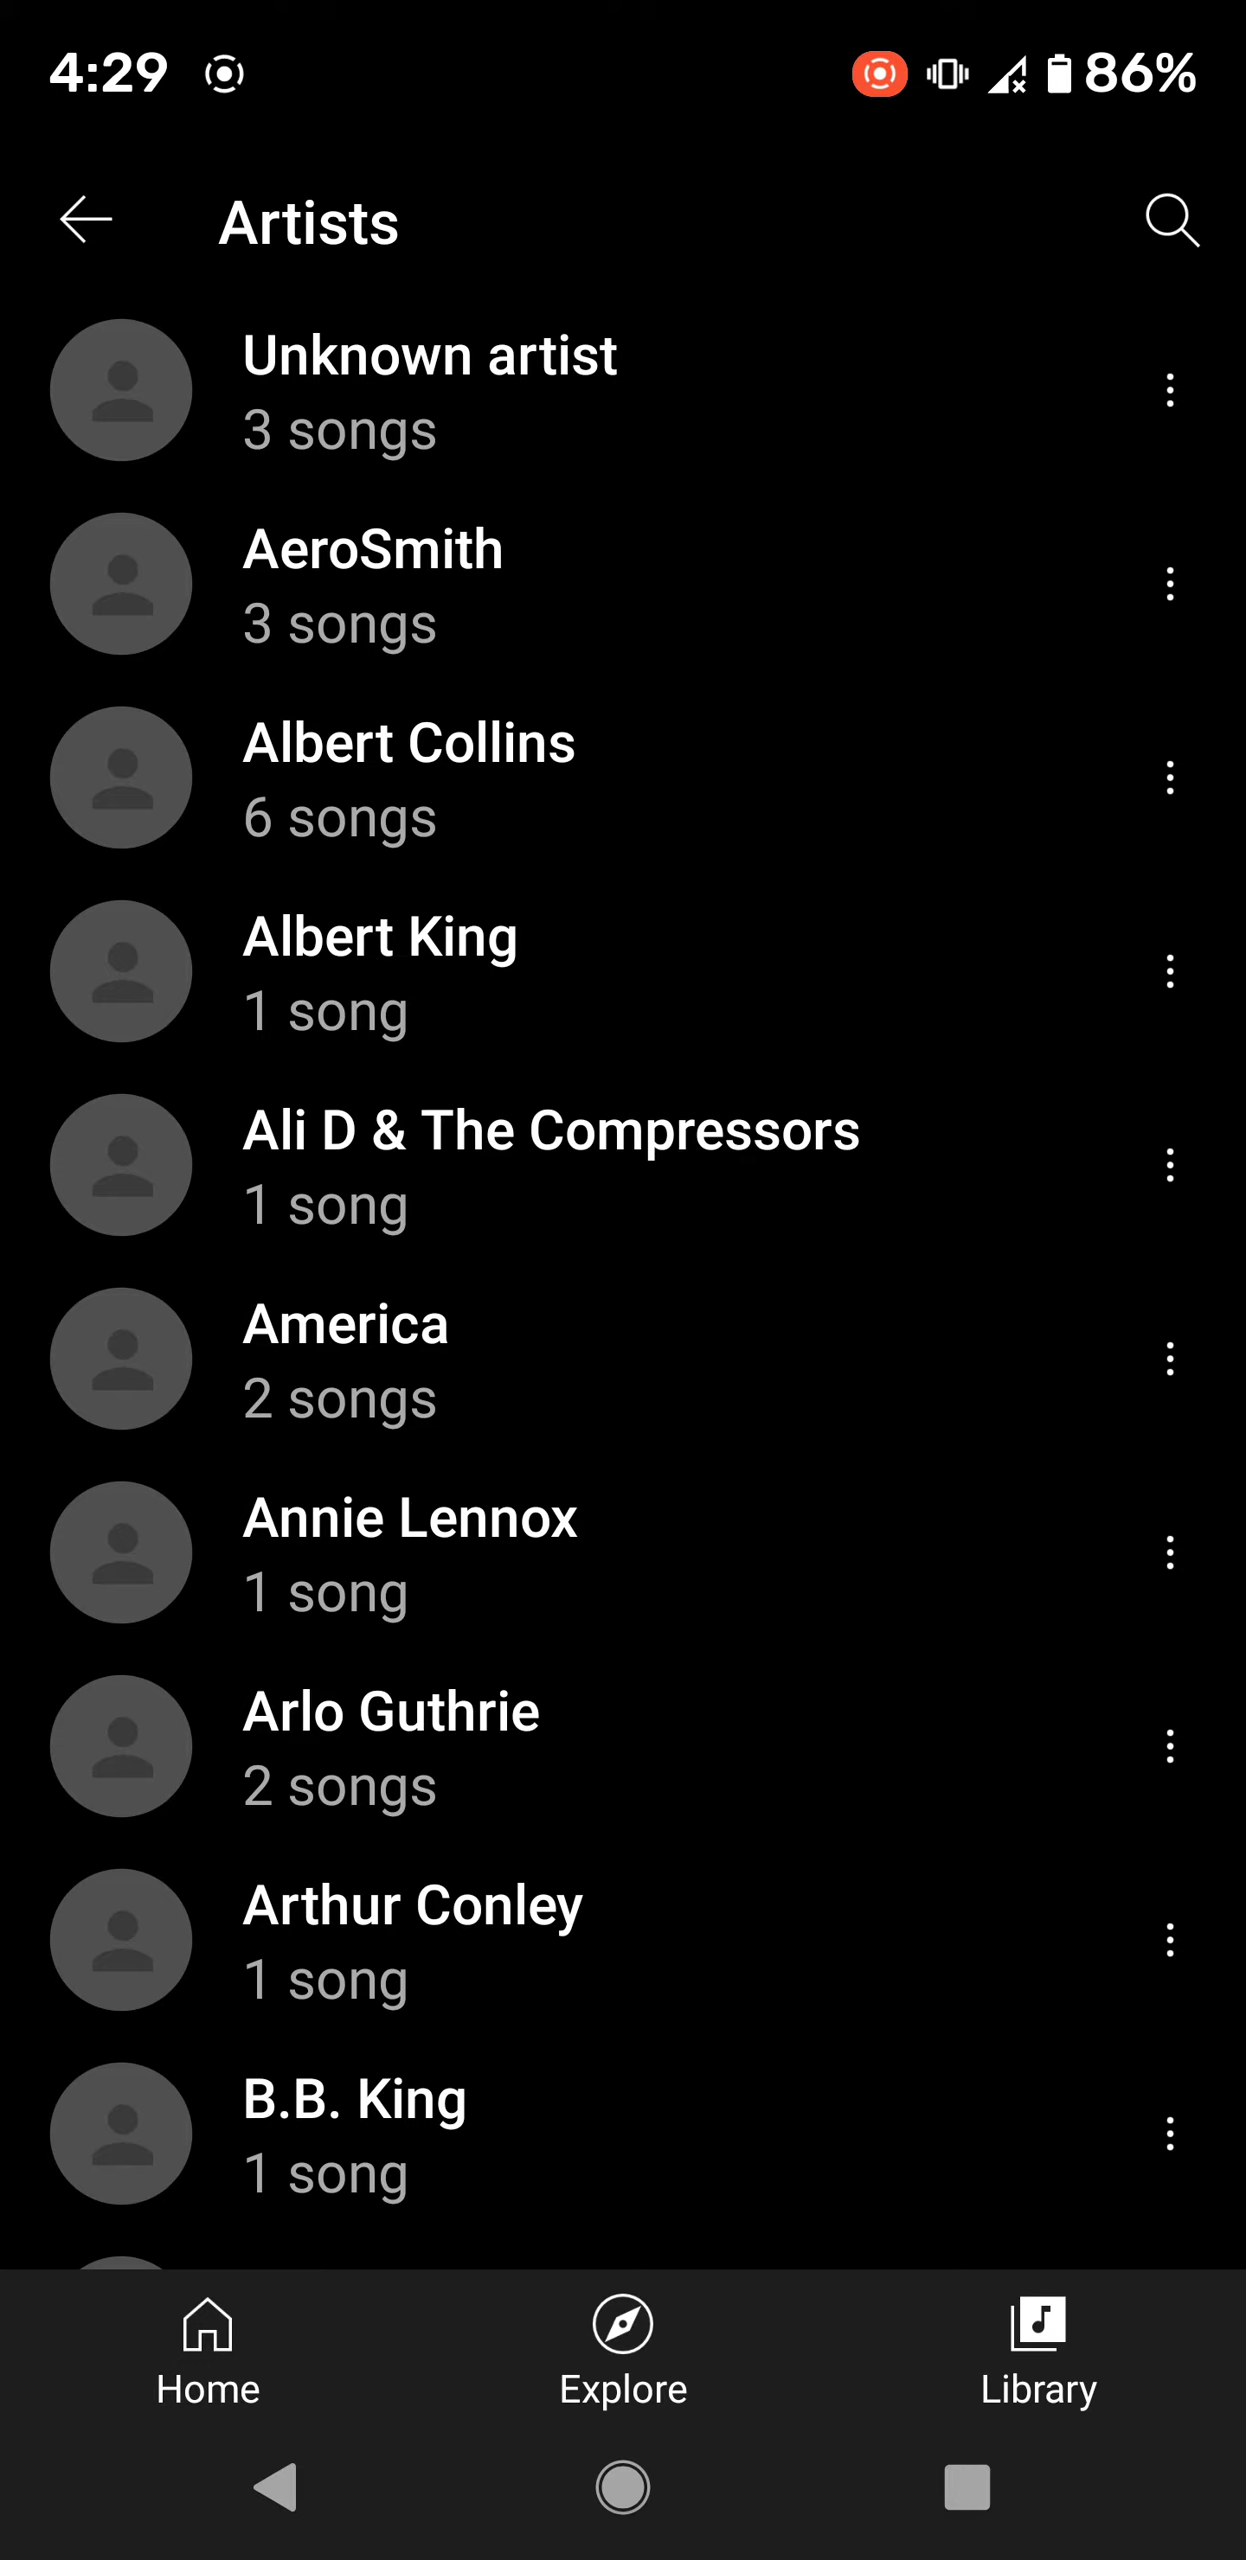 4:29
86%
Artists
Unknown artist
3 songs
AeroSmith
3 songs
Albert Collins
6 songs
Albert King
1 song
Ali D & The Compressors
1 song
America
2 songs
Annie Lennox
1 song
Arlo Guthrie
2 songs
Arthur Conley
1 song
B.B. King
1 song
Home
Explore
Library